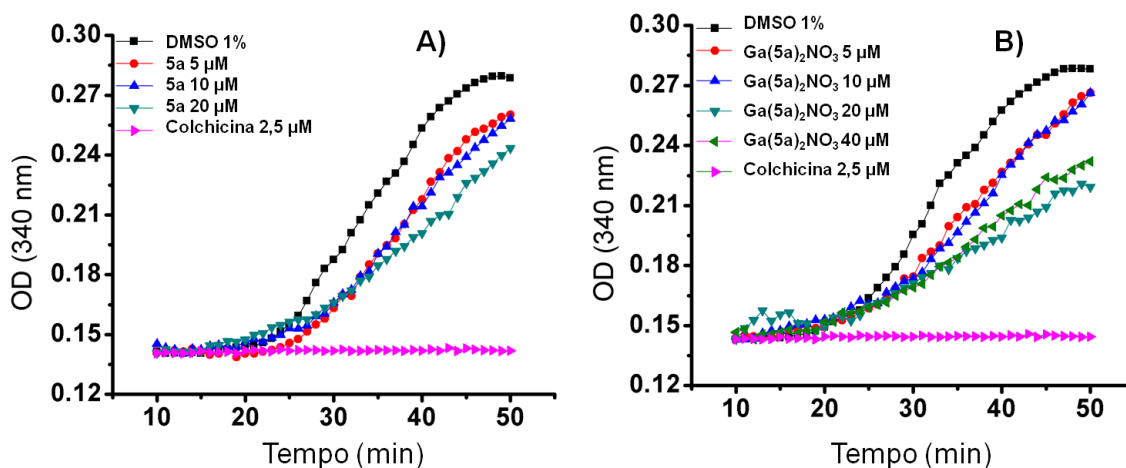 A)
DMSO 1%
5a 5 µM
5a 10 µM
5a 20 µM
Colchicina 2,5 µM
OD (340 nm)
0.30
0.27
0.24
0.21
0.18
0.15
0.12
10 20 30 40 50
Tempo (min)
B)
DMSO 1%
Ga(5a)₂NO₃ 5 µM
Ga(5a)₂NO₃ 10 µM
Ga(5a)₂NO₃ 20 µM
Ga(5a)₂NO₃ 40 µM
Colchicina 2,5 µM
OD (340 nm)
0.30
0.27
0.24
0.21
0.18
0.15
0.12
10 20 30 40 50
Tempo (min)